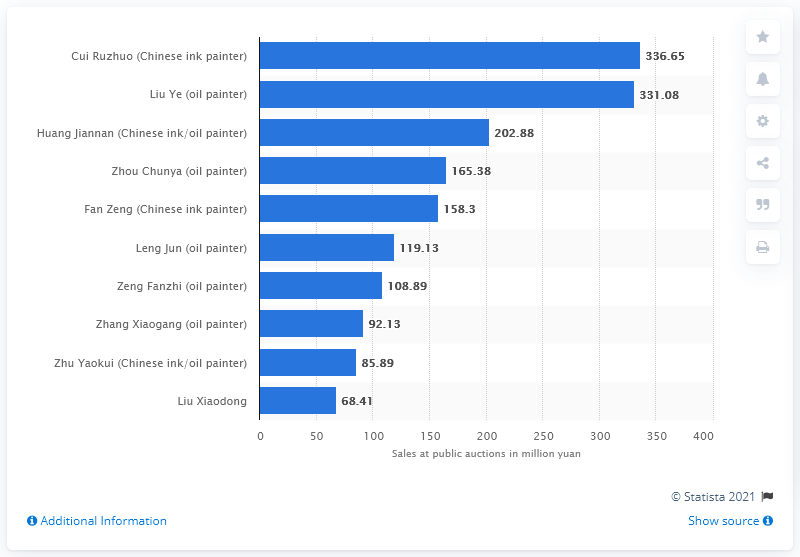 Cui Ruzhuo (Chinese ink painter) 336.65
Liu Ye (oil painter) 331.08
Huang Jiannan (Chinese ink/oil painter) 202.88
Zhou Chunya (oil painter) 165.38
Fan Zeng (Chinese ink painter) 158.3
Leng Jun (oil painter) 119.13
Zeng Fanzhi (oil painter) 108.89
Zhang Xiaogang (oil painter) 92.13
Zhu Yaokui (Chinese ink/oil painter) 85.89
Liu Xiaodong 68.41
0 50 100 150 200 250 300 350 400
Sales at public auctions in million yuan
© Statista 2021
Additional Information Show source